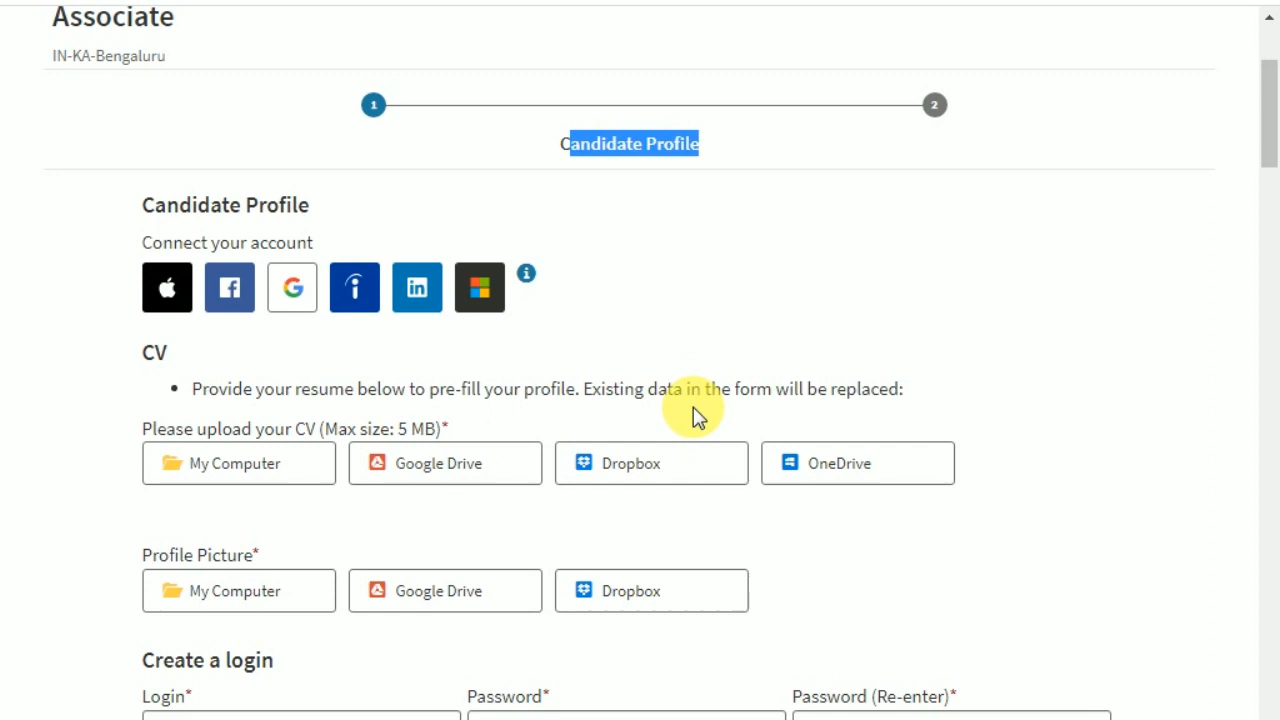 Associate
IN-KA-Bengaluru
1
2
Candidate Profile
Candidate Profile
Connect your account
CV
• Provide your resume below to pre-fill your profile. Existing data in the form will be replaced:
Please upload your CV (Max size: 5 MB)*
My Computer Google Drive Dropbox OneDrive
Profile Picture*
My Computer Google Drive Dropbox
Create a login
Login* Password* Password (Re-enter)*